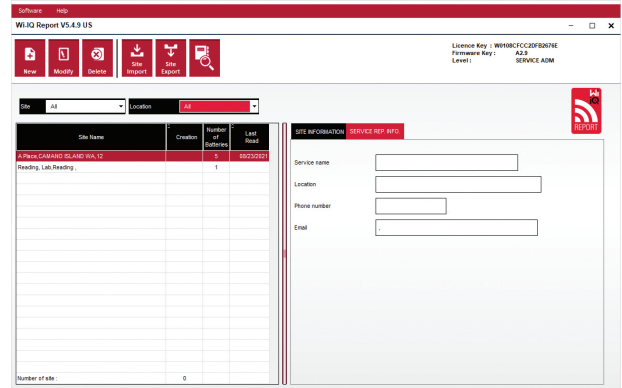 Software Help
Wi-IQ Report V5.4.9 US
New Modify Delete Site Import Site Export
Licence Key : W0108CFCC2DFB2676E
Firmware Key : A2.9
Level : SERVICE ADM
Site All Location All
Wi iQ REPORT
Site Name Creation Number of Batteries Last Read
A Place,CAMANO ISLAND WA,12 5 08/23/2021
Reading, Lab,Reading , 1
Number of site : 0
SITE INFORMATION SERVICE REP. INFO.
Service name
Location
Phone number
Email ,